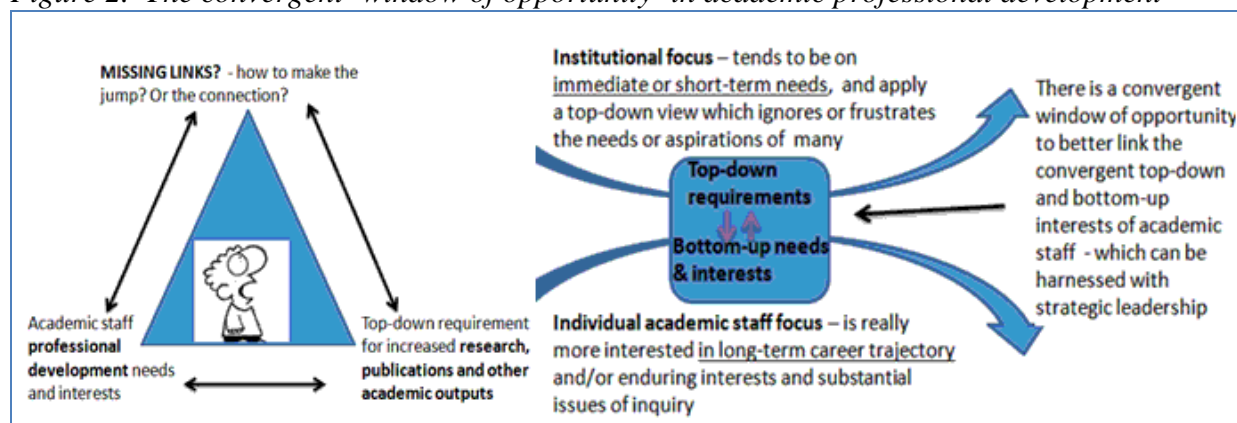 Figure 2: The convergent 'window of opportunity' in academic professional development
MISSING LINKS? - how to make the
jump? Or the connection?
Academic staff
professional
development needs
and interests
Top-down requirement
for increased research,
publications and other
academic outputs
Institutional focus – tends to be on
immediate or short-term needs, and apply
a top-down view which ignores or frustrates
the needs or aspirations of many
Top-down
requirements
Bottom-up needs
& interests
Individual academic staff focus – is really
more interested in long-term career trajectory
and/or enduring interests and substantial
issues of inquiry
There is a convergent
window of opportunity
to better link the
convergent top-down
and bottom-up
interests of academic
staff - which can be
harnessed with
strategic leadership